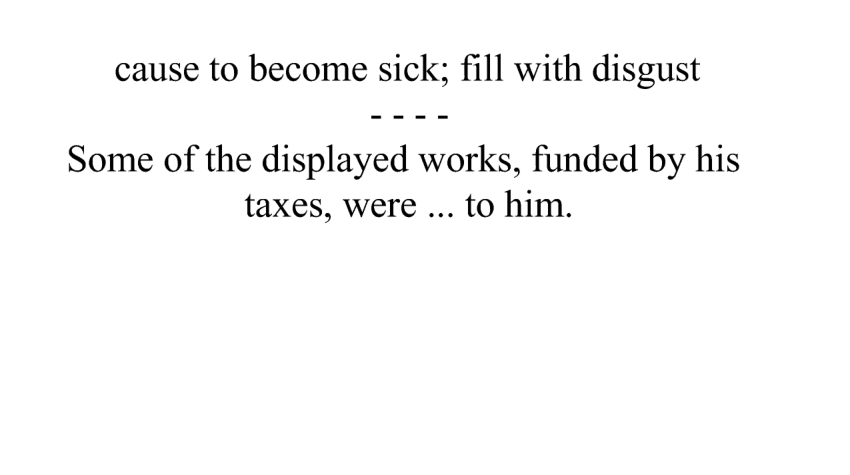 cause to become sick; fill with disgust
- - - -
Some of the displayed works, funded by his
taxes, were ... to him.